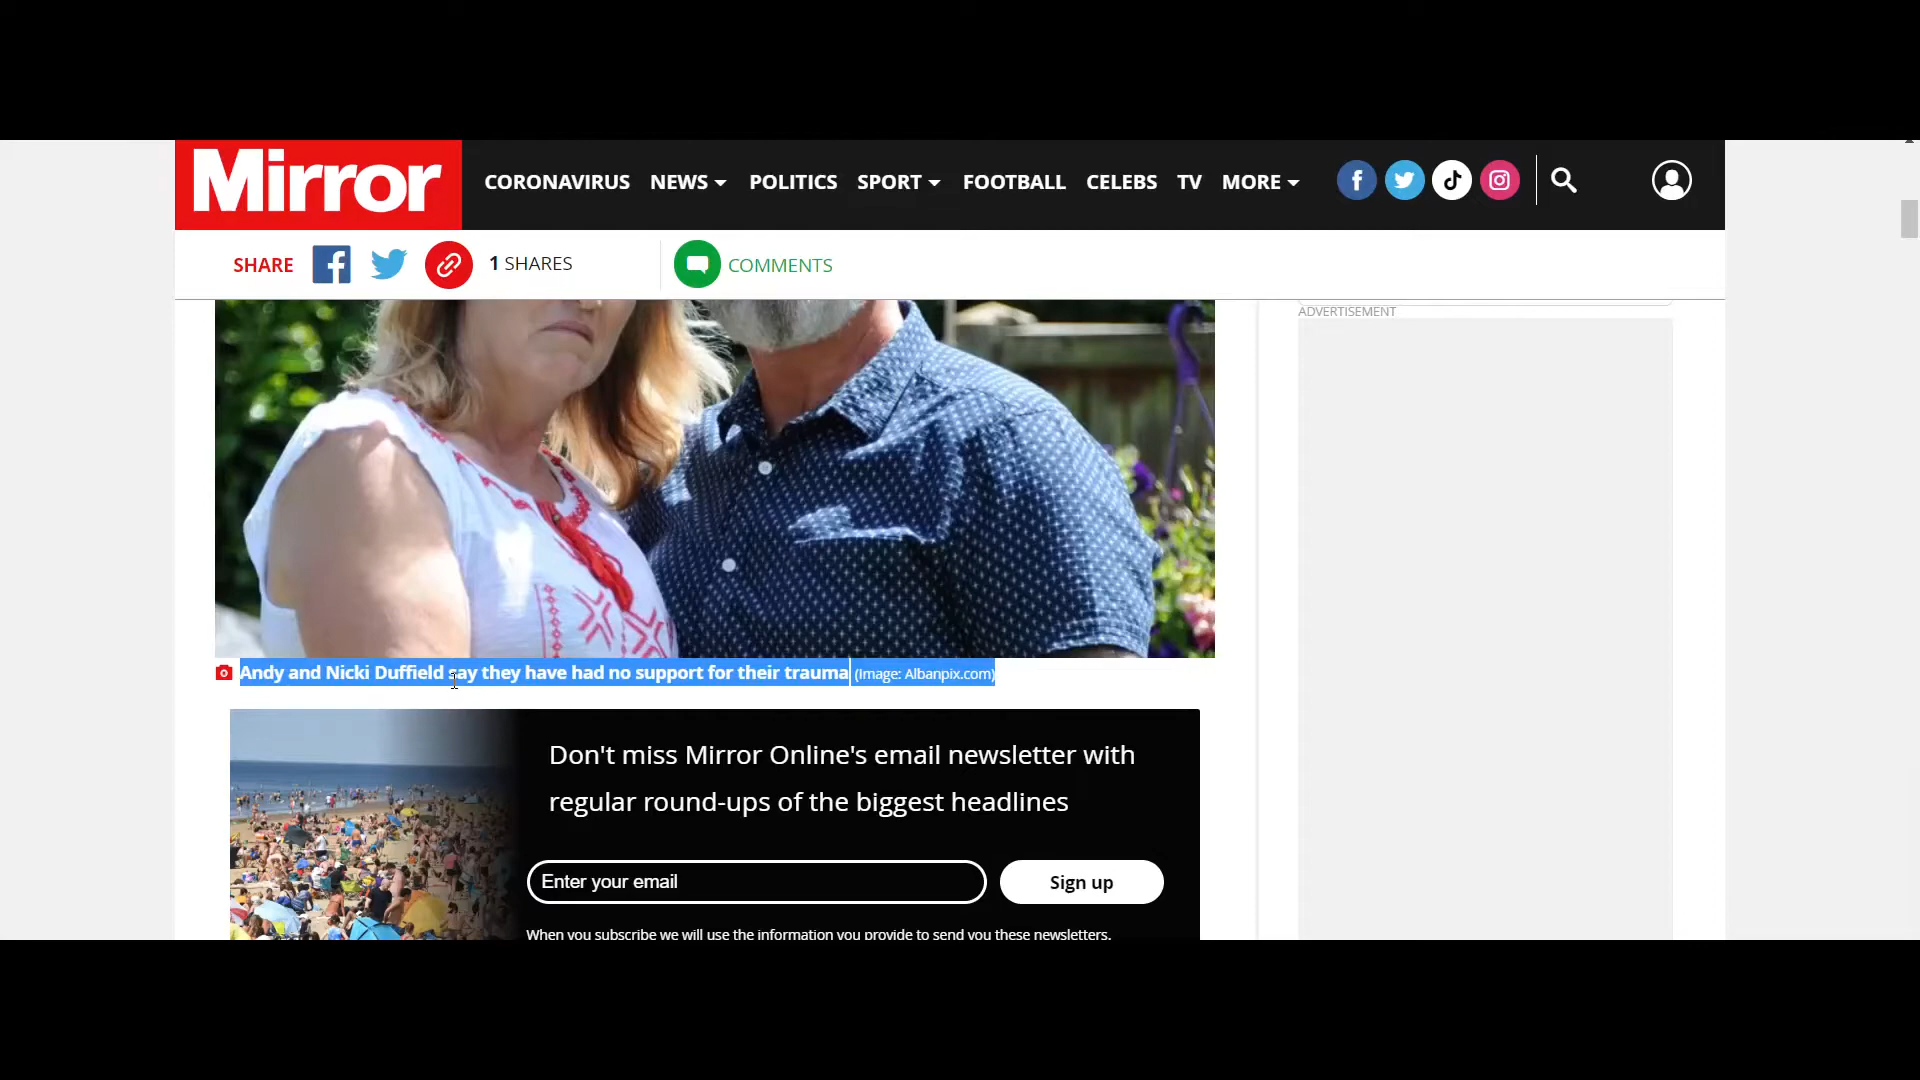 Mirror
CORONAVIRUS NEWS POLITICS SPORT FOOTBALL CELEBS TV MORE
SHARE 1 SHARES COMMENTS
ADVERTISEMENT
Andy and Nicki Duffield say they have had no support for their trauma (Image: Albanpix.com)
Don't miss Mirror Online's email newsletter with
regular round-ups of the biggest headlines
Enter your email Sign up
When you subscribe we will use the information you provide to send you these newsletters.